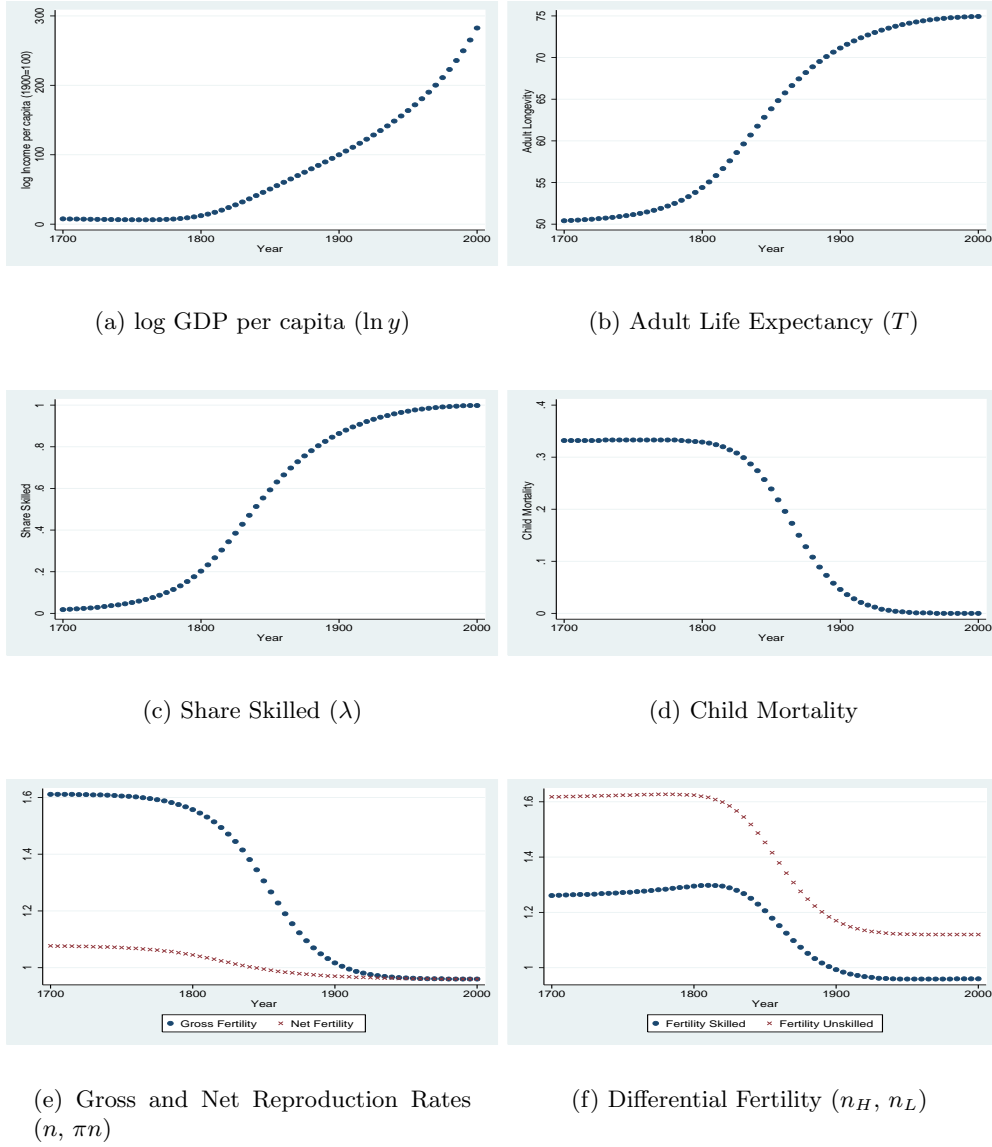 log Income per capita (1900=100)
0 100 200 300
1700 1800 1900 2000
Year
(a) log GDP per capita (ln y)
Adult Longevity
50 55 60 65 70 75
1700 1800 1900 2000
Year
(b) Adult Life Expectancy (T)
Share Skilled
0 .2 .4 .6 .8 1
1700 1800 1900 2000
Year
(c) Share Skilled (λ)
Child Mortality
0 .1 .2 .3 .4
1700 1800 1900 2000
Year
(d) Child Mortality
1 1.2 1.4 1.6
1700 1800 1900 2000
Year
Gross Fertility Net Fertility
(e) Gross and Net Reproduction Rates
(n, πn)
1 1.2 1.4 1.6
1700 1800 1900 2000
Year
Fertility Skilled Fertility Unskilled
(f) Differential Fertility (n_H, n_L)